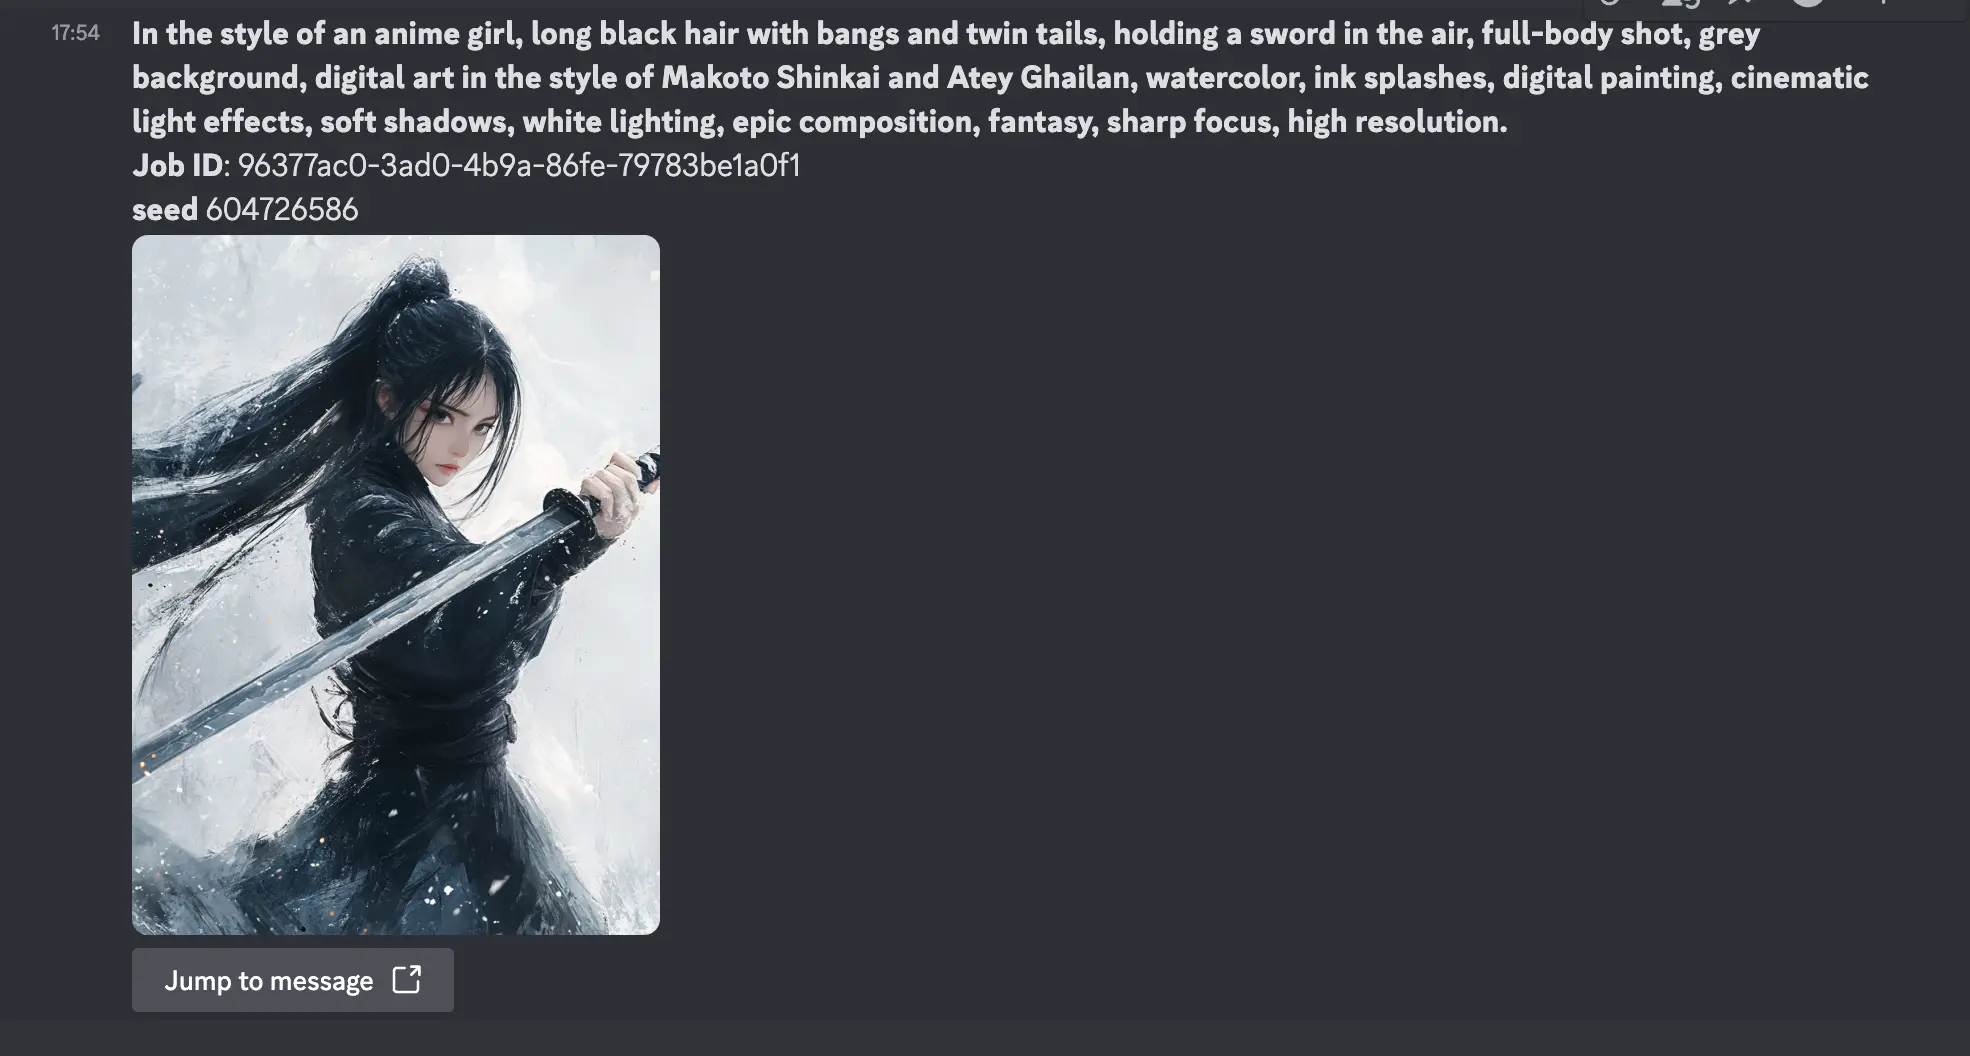 17:54
In the style of an anime girl, long black hair with bangs and twin tails, holding a sword in the air, full-body shot, grey
background, digital art in the style of Makoto Shinkai and Atey Ghailan, watercolor, ink splashes, digital painting, cinematic
light effects, soft shadows, white lighting, epic composition, fantasy, sharp focus, high resolution.
Job ID: 96377ac0-3ad0-4b9a-86fe-79783be1a0f1
seed 604726586
Jump to message